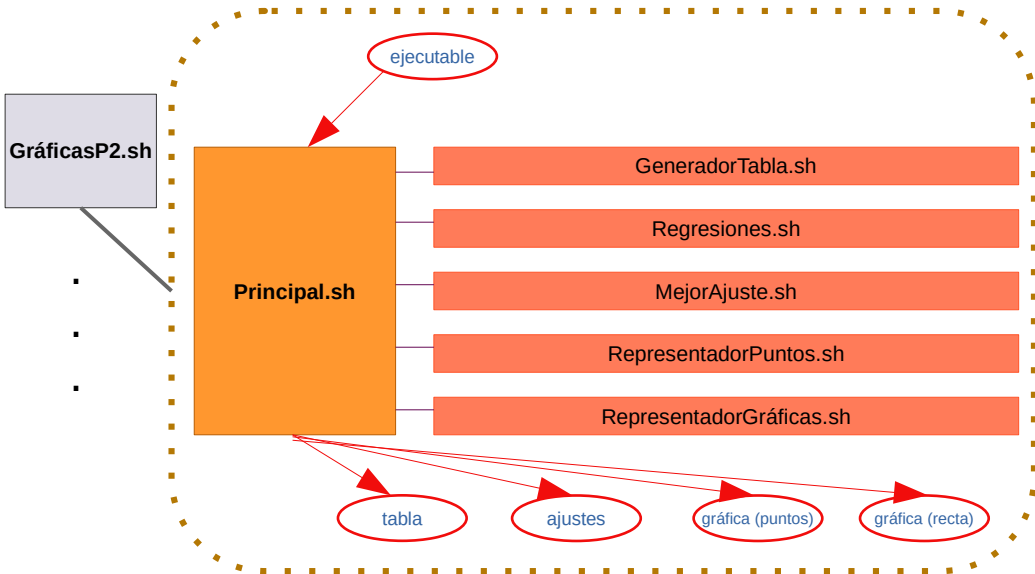 ejecutable
GráficasP2.sh
.
.
.
Principal.sh
GeneradorTabla.sh
Regresiones.sh
MejorAjuste.sh
RepresentadorPuntos.sh
RepresentadorGráficas.sh
tabla
ajustes
gráfica (puntos)
gráfica (recta)